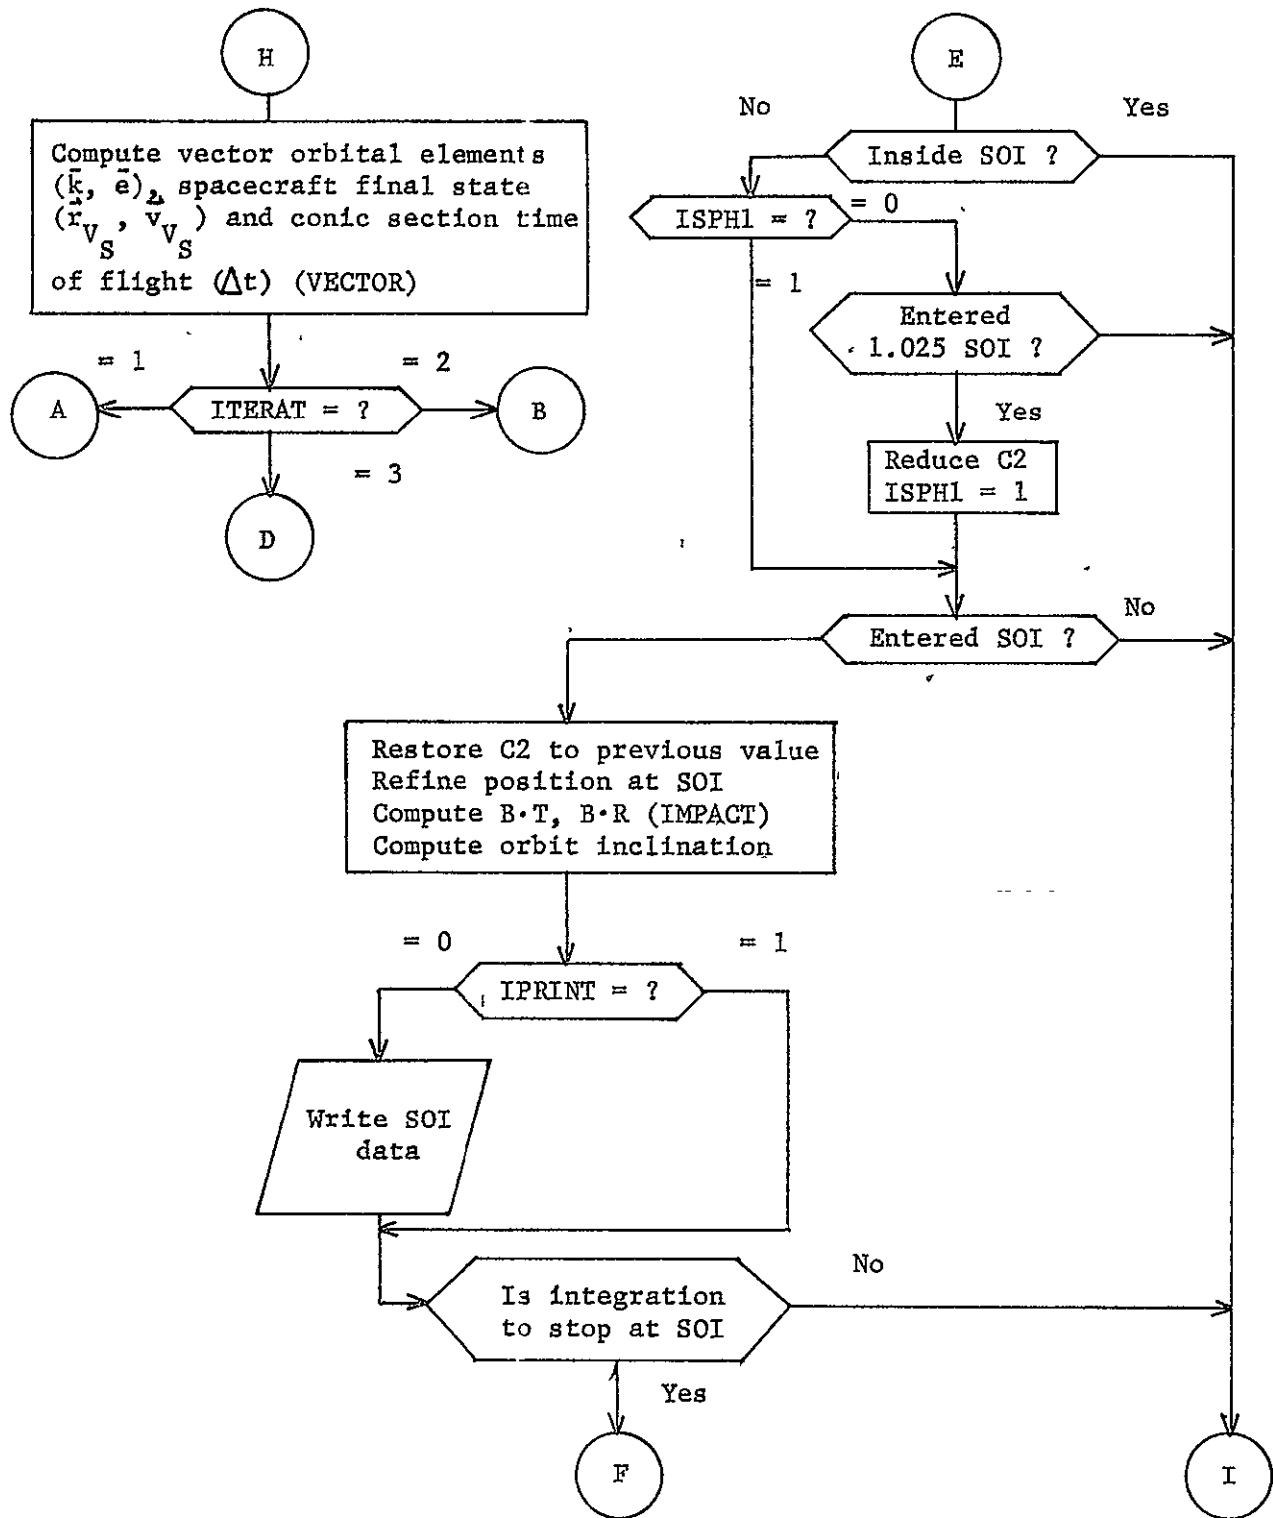 H
Compute vector orbital elements
(k̄, ē), spacecraft final state
(r⃗_V_S, v⃗_V_S) and conic section time
of flight (Δt) (VECTOR)
= 1
= 2
A
ITERAT = ?
B
= 3
D
E
No
Yes
Inside SOI ?
ISPH1 = ?
= 0
= 1
Entered
1.025 SOI ?
Yes
Reduce C2
ISPH1 = 1
No
Entered SOI ?
Restore C2 to previous value
Refine position at SOI
Compute B·T, B·R (IMPACT)
Compute orbit inclination
= 0
= 1
IPRINT = ?
Write SOI
data
No
Is integration
to stop at SOI
Yes
F
I